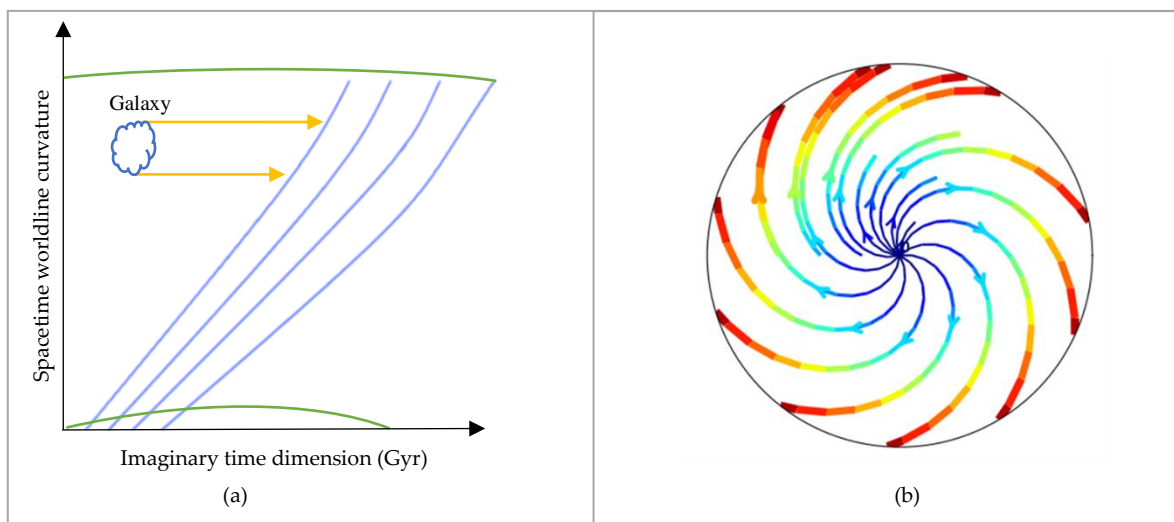 Spacetime worldline curvature
Galaxy
Imaginary time dimension (Gyr)
(a)
(b)